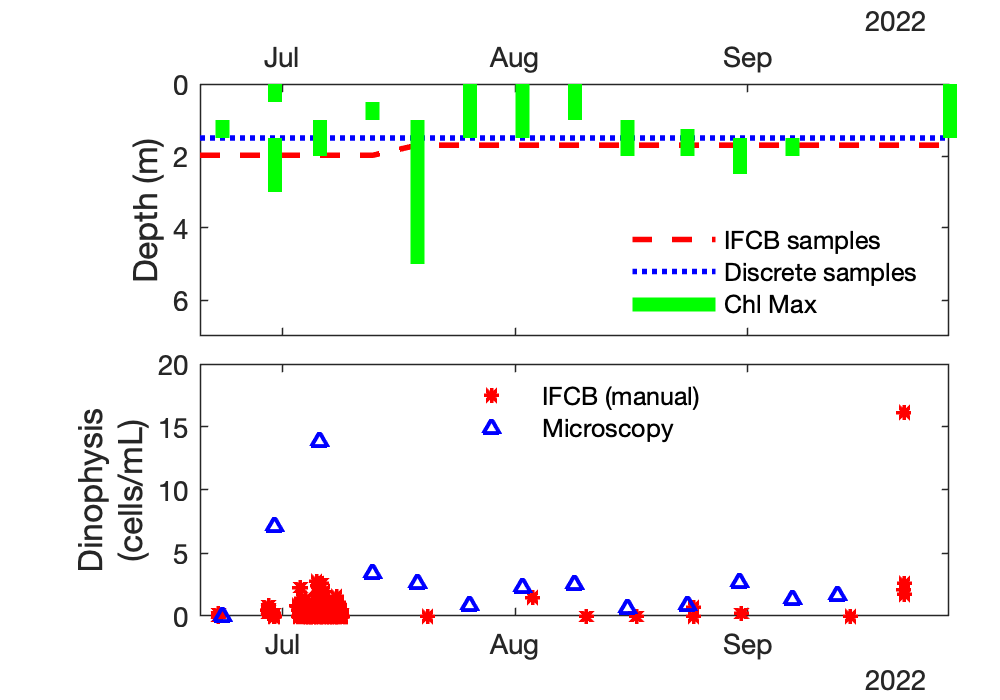 2022
Jul Aug Sep
0
2
4
6
Depth (m)
IFCB samples
Discrete samples
Chl Max
20
15
10
5
0
Dinophysis
(cells/mL)
IFCB (manual)
Microscopy
Jul Aug Sep
2022